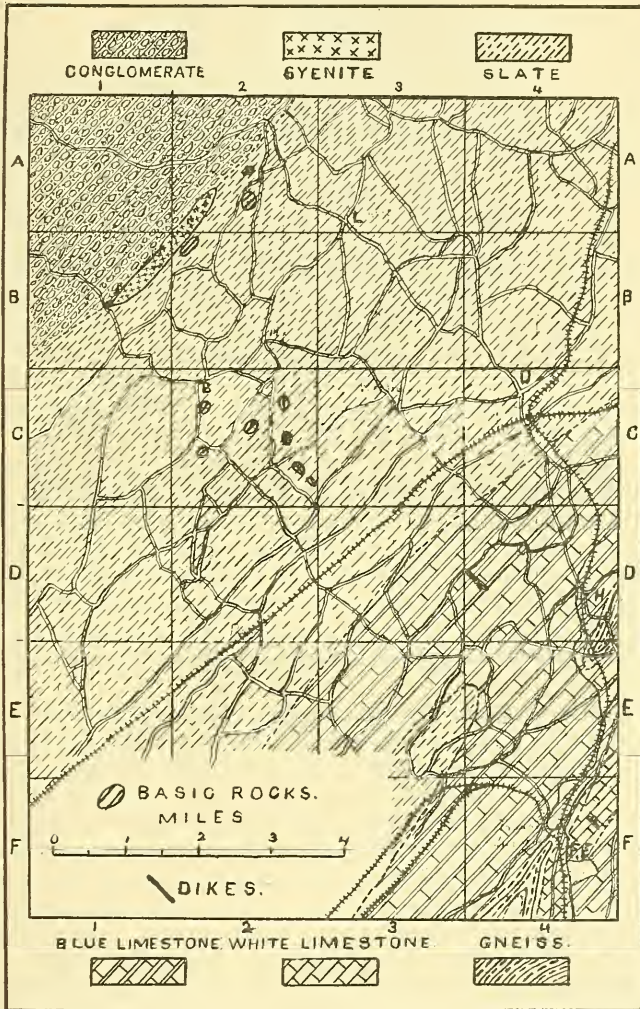 CONGLOMERATE SYENITE SLATE
1 2 3 4
A A
L
B B
B D
C C
D D
H
E E
BASIC ROCKS.
MILES
F F
0 1 2 3 4
DIKES.
1 2 3 4
BLUE LIMESTONE. WHITE LIMESTONE. GNEISS.